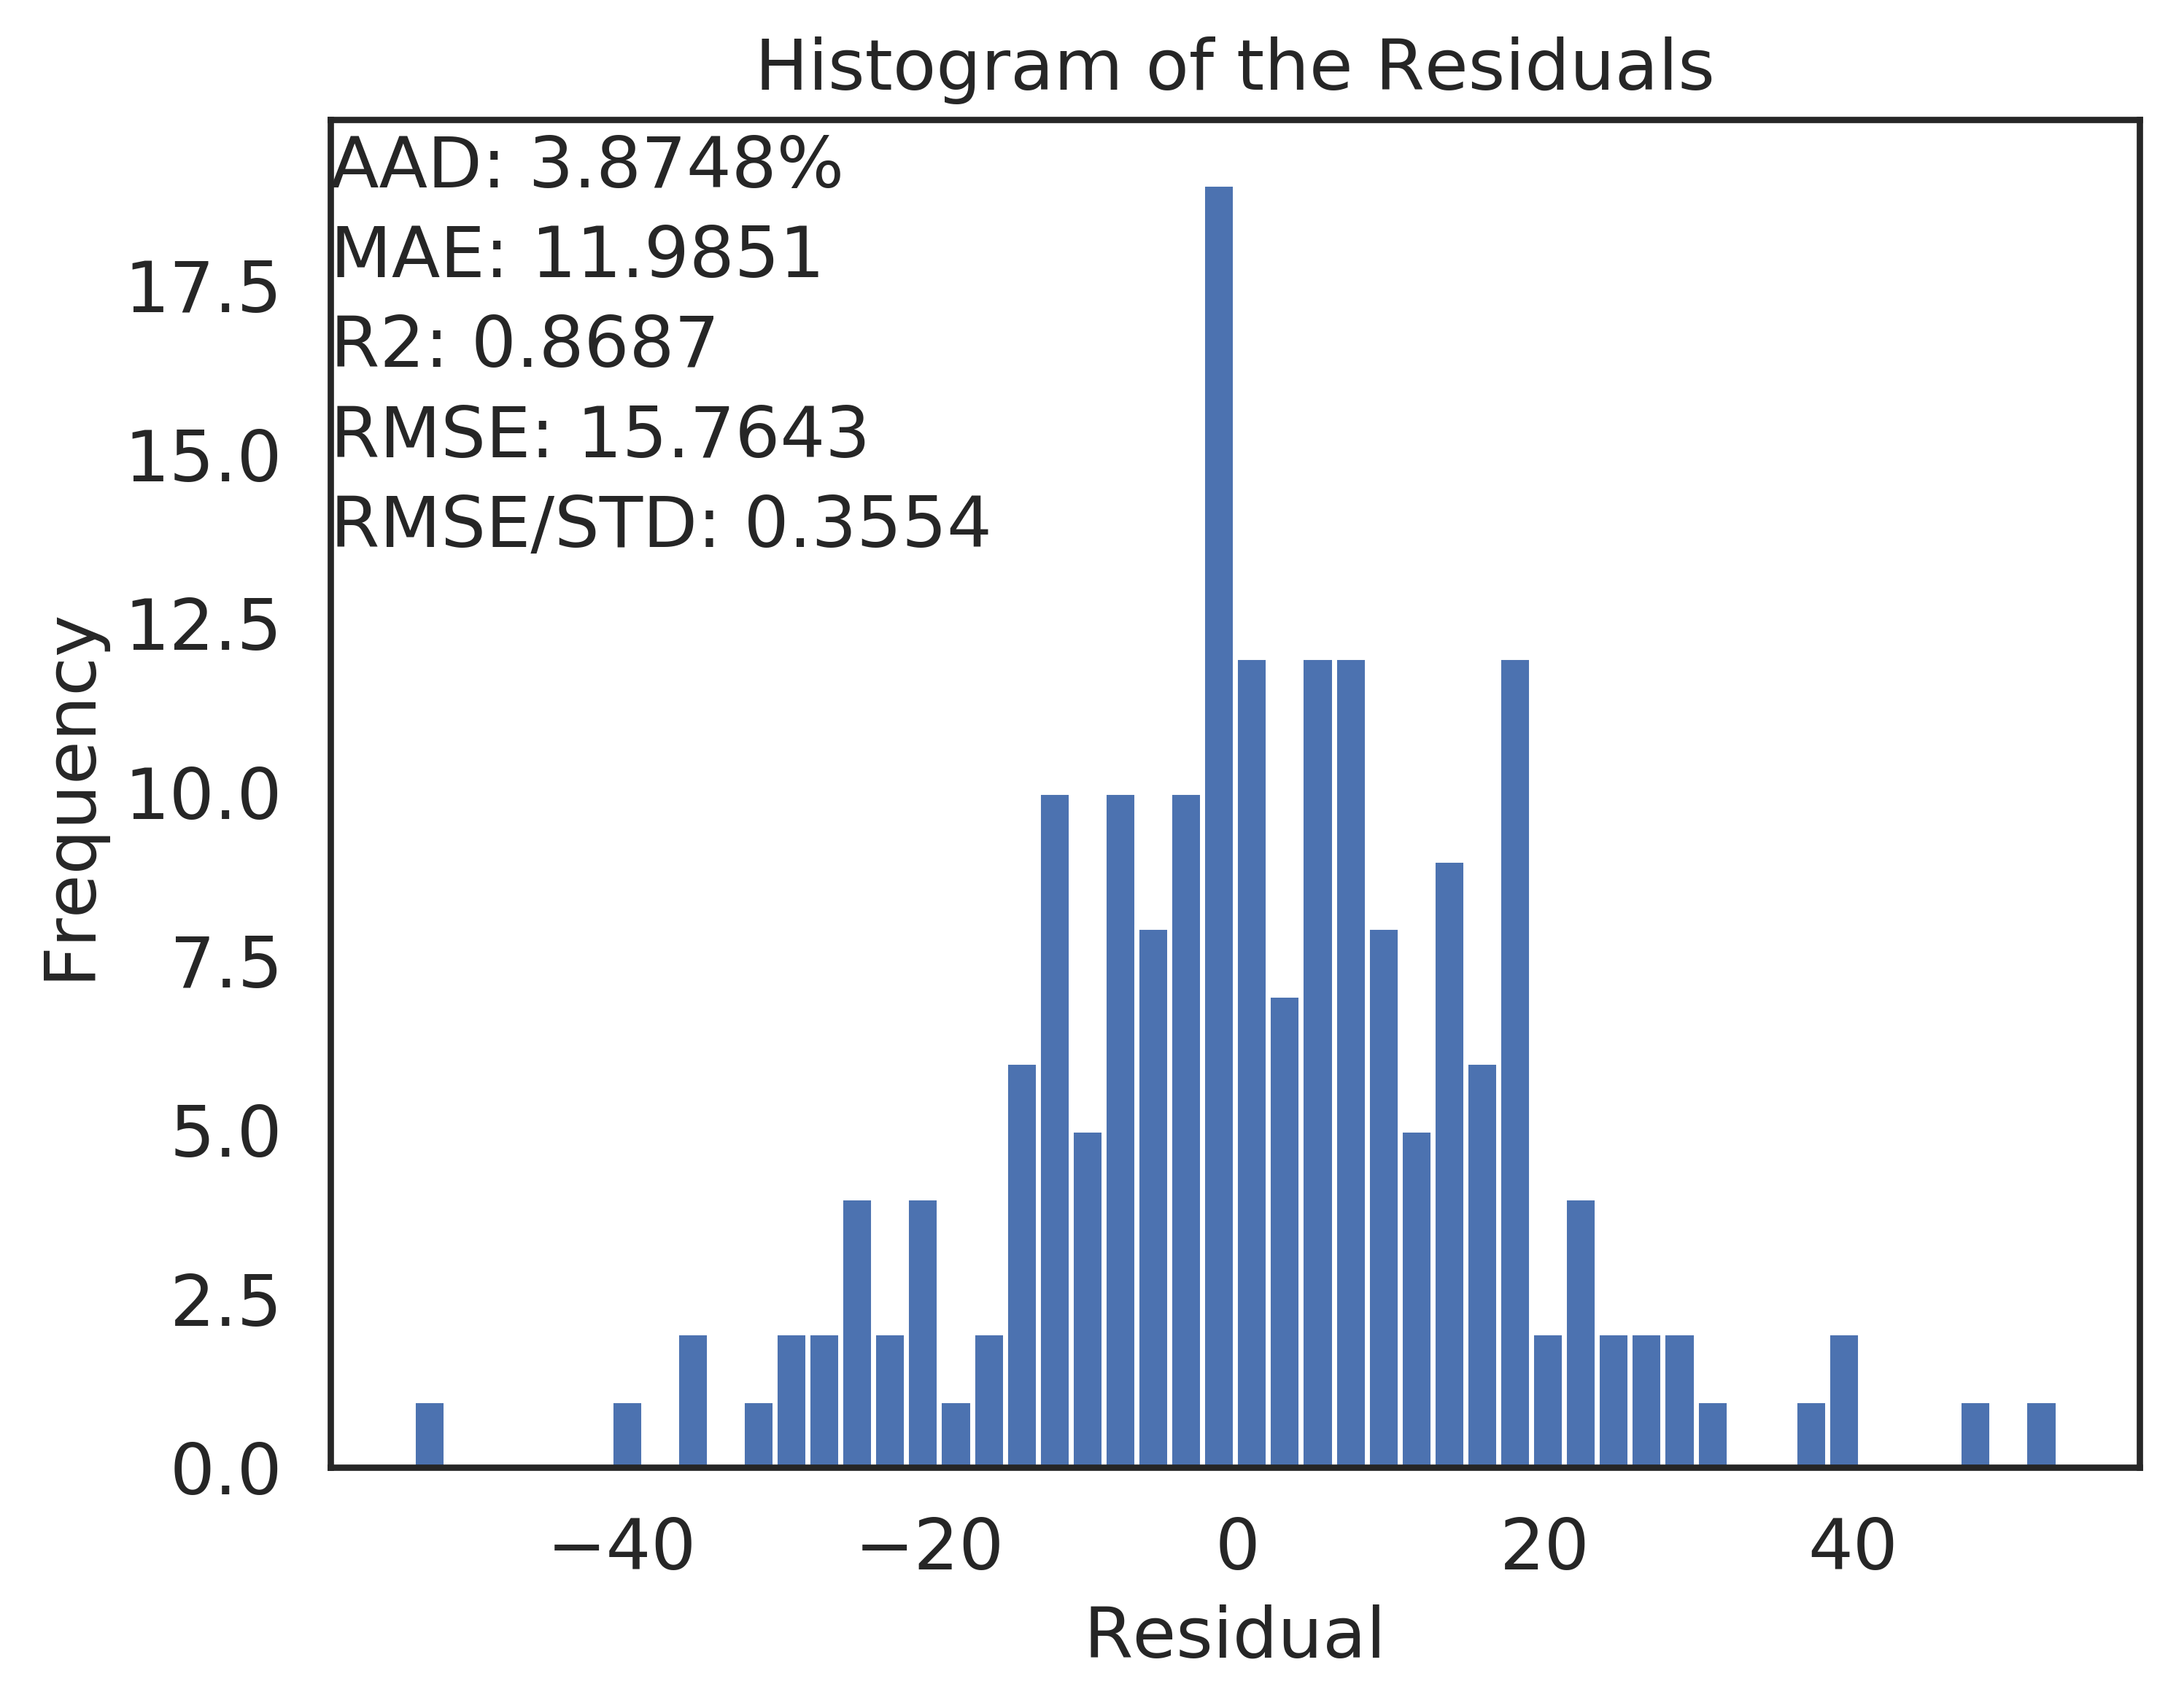 Histogram of the Residuals
AAD: 3.8748%
MAE: 11.9851
R2: 0.8687
RMSE: 15.7643
RMSE/STD: 0.3554
Frequency
17.5
15.0
12.5
10.0
7.5
5.0
2.5
0.0
−40 −20 0 20 40
Residual